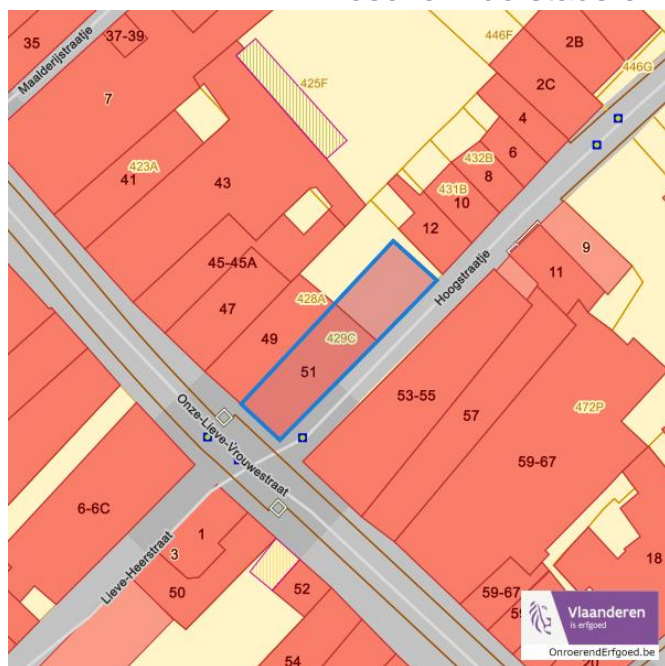 35
37-39
Maalderijstraatje
7
425F
446F
2B
446G
2C
4
6
432B
8
431B
10
12
423A
41
43
45-45A
47
428A
49
429C
51
Hoogstraatje
9
11
53-55
57
472P
59-67
Onze-Lieve-Vrouwestraat
6-6C
1
3
Lieve-Heerstraat
50
52
54
59-67
18
Vlaanderen
is erfgoed
OnroerendErfgoed.be